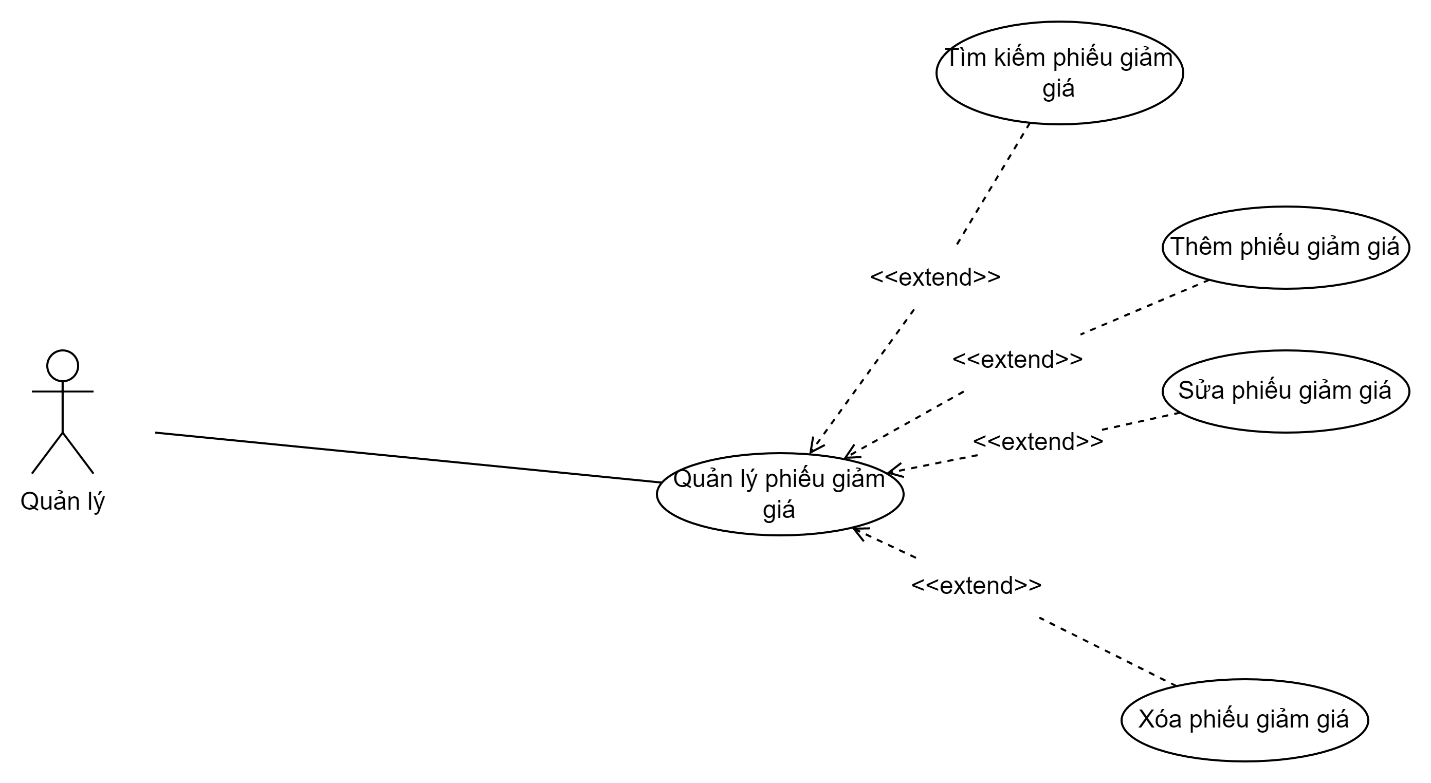 Tìm kiếm phiếu giảm
giá
Thêm phiếu giảm giá
<<extend>>
<<extend>>
Sửa phiếu giảm giá
<<extend>>
Quản lý phiếu giảm
giá
Quản lý
<<extend>>
Xóa phiếu giảm giá